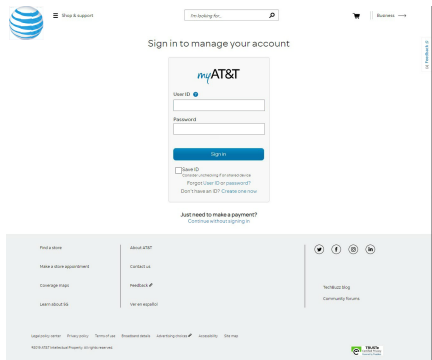 Shop & support
I'm looking for...
Business
Feedback
Sign in to manage your account
myAT&T
User ID
Password
Sign in
Save ID
Consider unchecking if on shared device
Forgot User ID or password?
Don't have an ID? Create one now
Just need to make a payment?
Continue without signing in
Find a store
About AT&T
Make a store appointment
Contact us
Coverage maps
Feedback
TechBuzz blog
Community forums
Learn about 5G
Ver en español
Legal policy center Privacy policy Terms of use Broadband details Advertising choices Accessibility Site map
©2019 AT&T Intellectual Property. All rights reserved.
TRUSTe